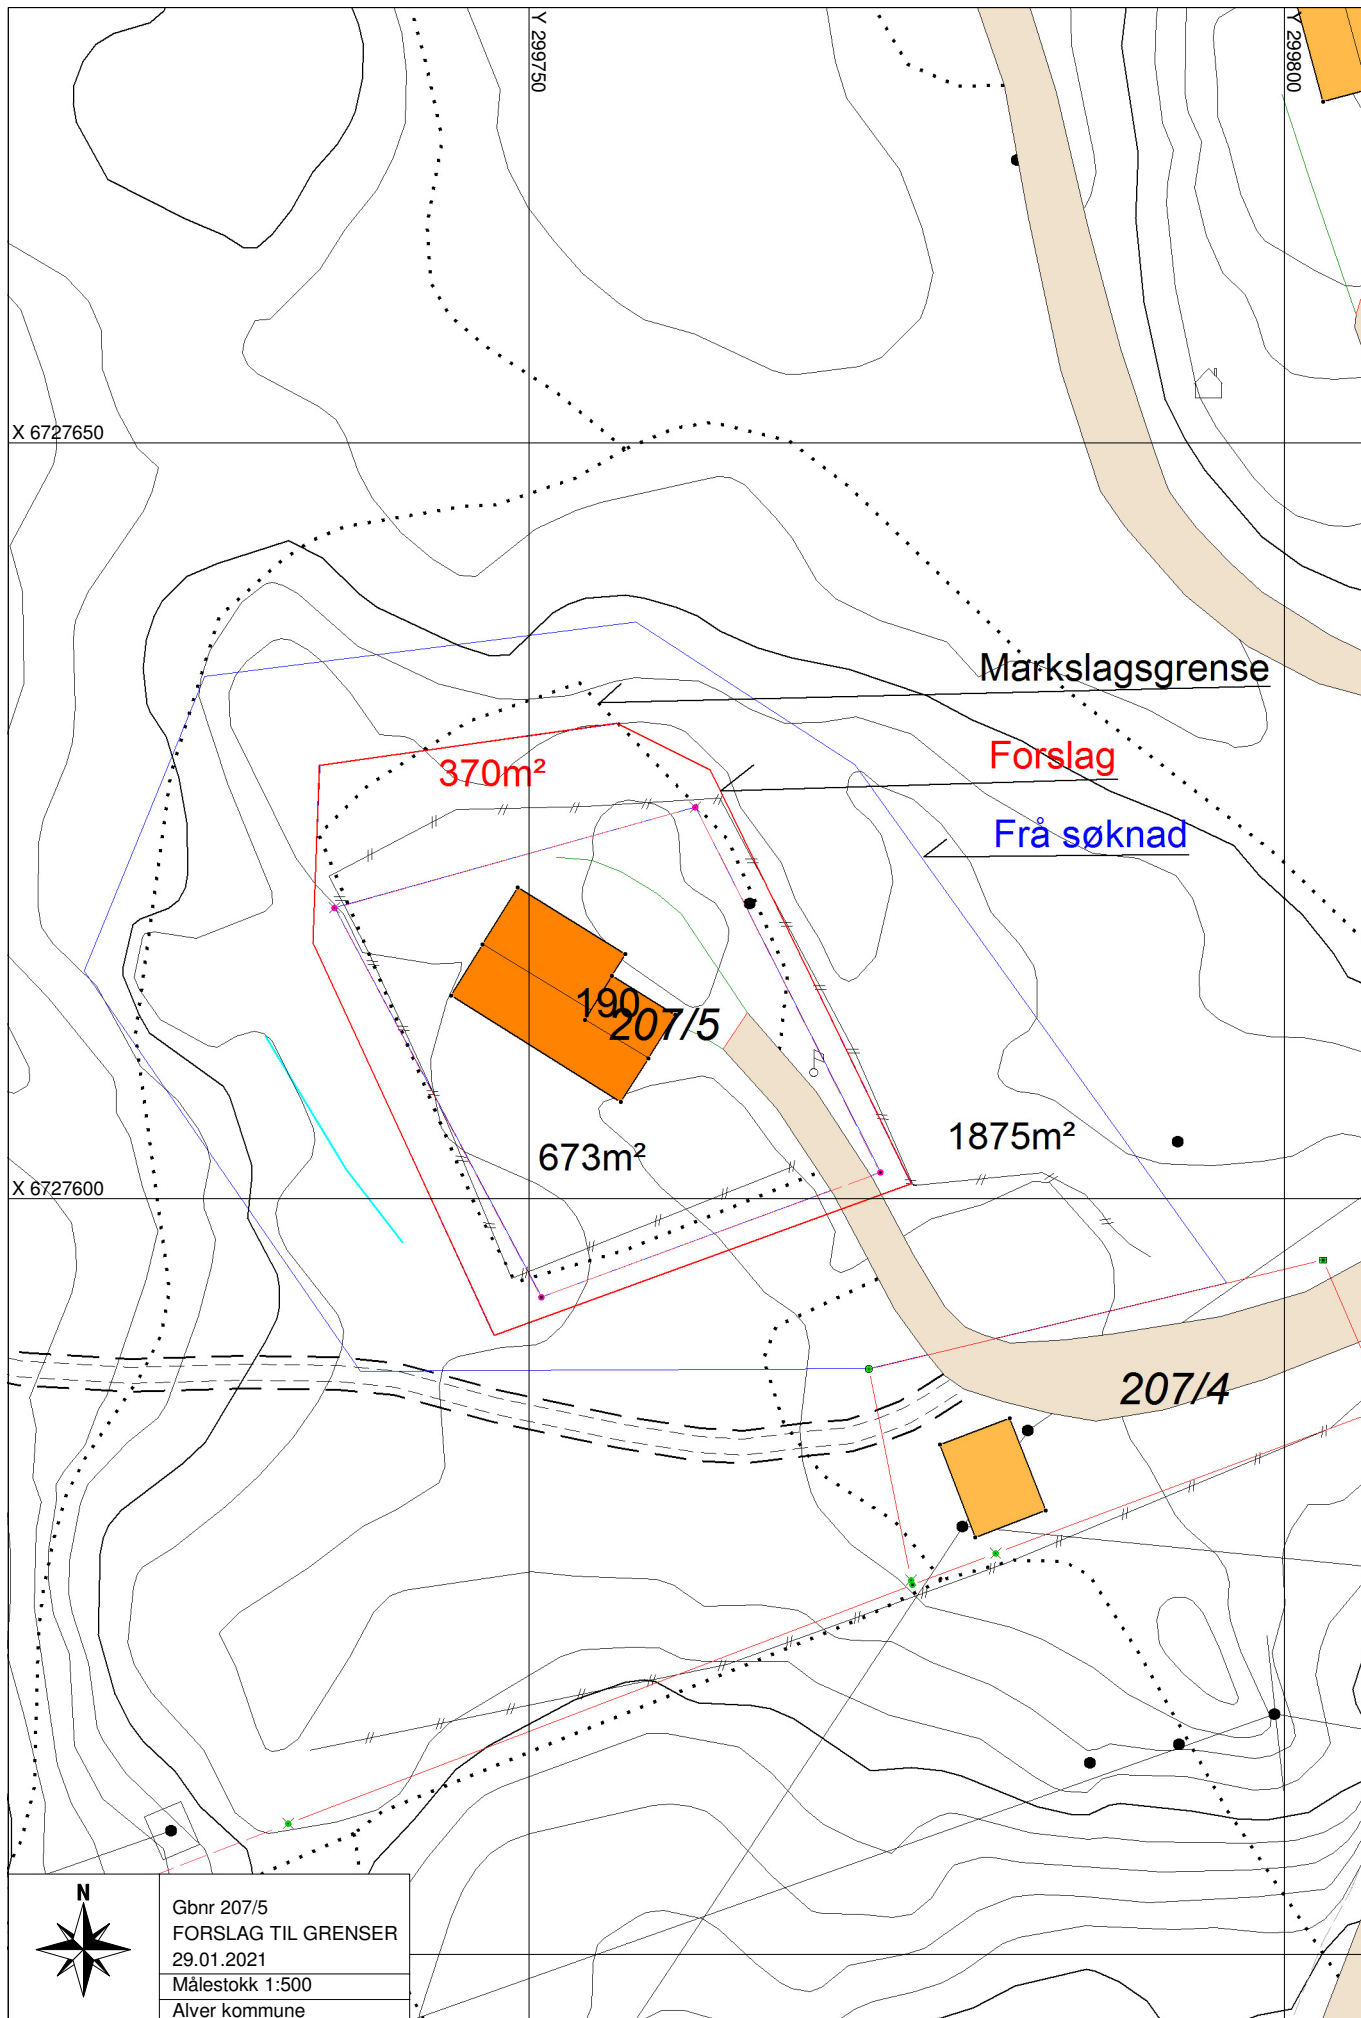 Y 299750
Y 299800
X 6727650
Markslagsgrense
Forslag
370m²
Frå søknad
190
207/5
1875m²
673m²
X 6727600
207/4
N
Gbnr 207/5
FORSLAG TIL GRENSER
29.01.2021
Målestokk 1:500
Alver kommune